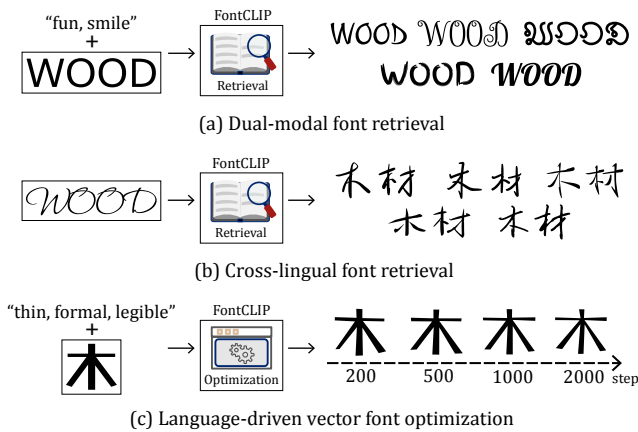 "fun, smile"
+
WOOD
FontCLIP
Retrieval
WOOD WOOD WOOD
WOOD WOOD
(a) Dual-modal font retrieval
WOOD
FontCLIP
Retrieval
木材 木材 木材
木材 木材
(b) Cross-lingual font retrieval
"thin, formal, legible"
+
木
FontCLIP
Optimization
木 木 木 木
200 500 1000 2000 step
(c) Language-driven vector font optimization